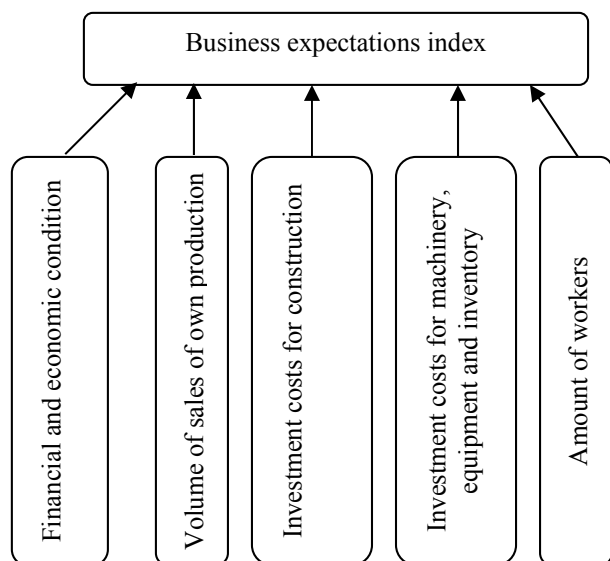 Business expectations index
Financial and economic condition
Volume of sales of own production
Investment costs for construction
Investment costs for machinery,
equipment and inventory
Amount of workers